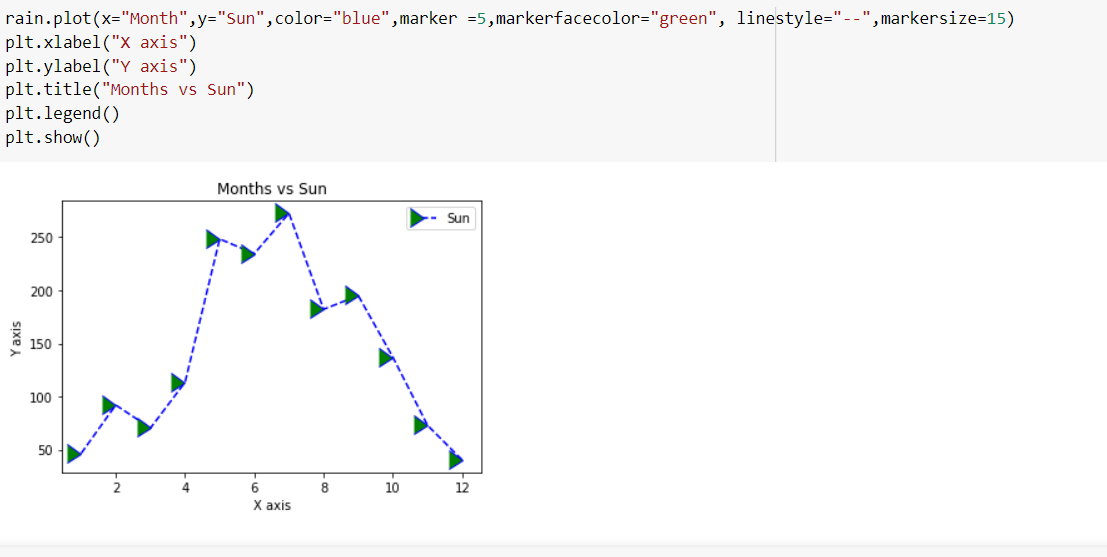 rain.plot(x="Month",y="Sun",color="blue",marker =5,markerfacecolor="green", linestyle="--",markersize=15)
plt.xlabel("X axis")
plt.ylabel("Y axis")
plt.title("Months vs Sun")
plt.legend()
plt.show()
Months vs Sun
Sun
250
200
150
100
50
Y axis
2 4 6 8 10 12
X axis